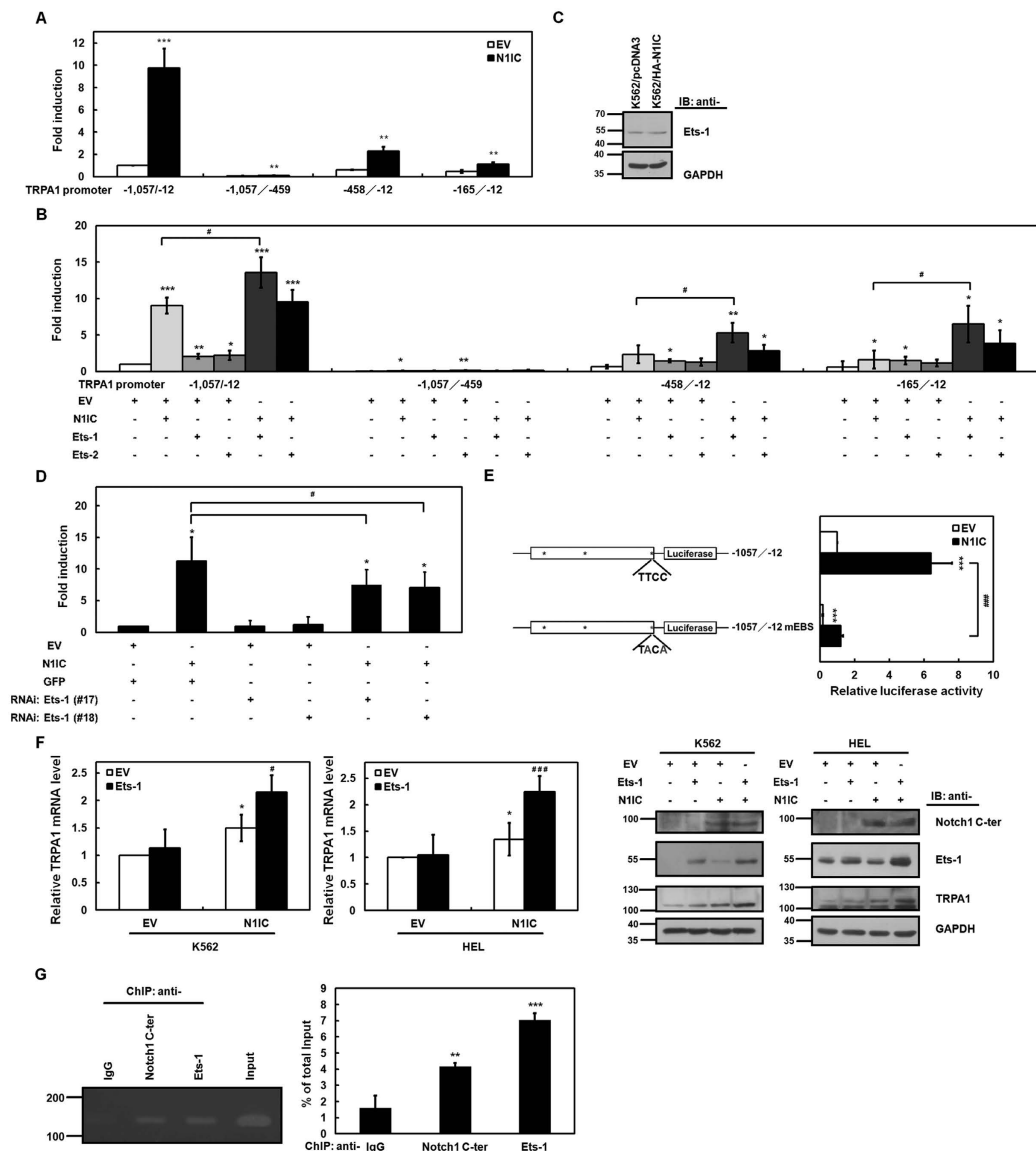 A
12
10
8
6
4
2
0
Fold induction
***
**
**
**
EV
N1IC
TRPA1 promoter -1,057/-12 -1,057/-459 -458/-12 -165/-12
C
K562/pcDNA3
K562/HA-N1IC
IB: anti-
70
55
40
35
Ets-1
GAPDH
B
20
15
10
5
0
Fold induction
#
***
**
*
***
***
*
**
#
*
**
*
#
*
*
*
*
TRPA1 promoter -1,057/-12 -1,057/-459 -458/-12 -165/-12
EV + + + + - - + + + + - - + + + + - - + + + + - -
N1IC - + - - + + - + - - + + - + - - + + - + - - + +
Ets-1 - - + - + - - - + - + - - - + - + - - - + - + -
Ets-2 - - - + - + - - - + - + - - - + - + - - - + - +
D
20
15
10
5
0
Fold induction
#
*
*
*
EV + - + + - -
N1IC - + - - + +
GFP + + - - - -
RNAi: Ets-1 (#17) - - + - + -
RNAi: Ets-1 (#18) - - - + - +
E
* * *
Luciferase
-1057/-12
TTCC
* * *
Luciferase
-1057/-12 mEBS
TACA
EV
N1IC
***
***
###
0 2 4 6 8 10
Relative luciferase activity
F
2.5
2
1.5
1
0.5
0
Relative TRPA1 mRNA level
EV
Ets-1
*
#
EV N1IC
K562
2.5
2
1.5
1
0.5
0
Relative TRPA1 mRNA level
EV
Ets-1
*
###
EV N1IC
HEL
K562
EV + + + -
Ets-1 - + - +
N1IC - - + +
100
55
130
100
40
35
HEL
EV + + + -
Ets-1 - + - +
N1IC - - + +
100
55
130
100
40
35
IB: anti-
Notch1 C-ter
Ets-1
TRPA1
GAPDH
G
ChIP: anti-
IgG
Notch1 C-ter
Ets-1
Input
200
100
9
8
7
6
5
4
3
2
1
0
% of total Input
**
***
ChIP: anti- IgG Notch1 C-ter Ets-1